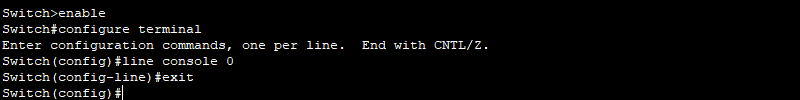 Switch>enable
Switch#configure terminal
Enter configuration commands, one per line.  End with CNTL/Z.
Switch(config)#line console 0
Switch(config-line)#exit
Switch(config)#